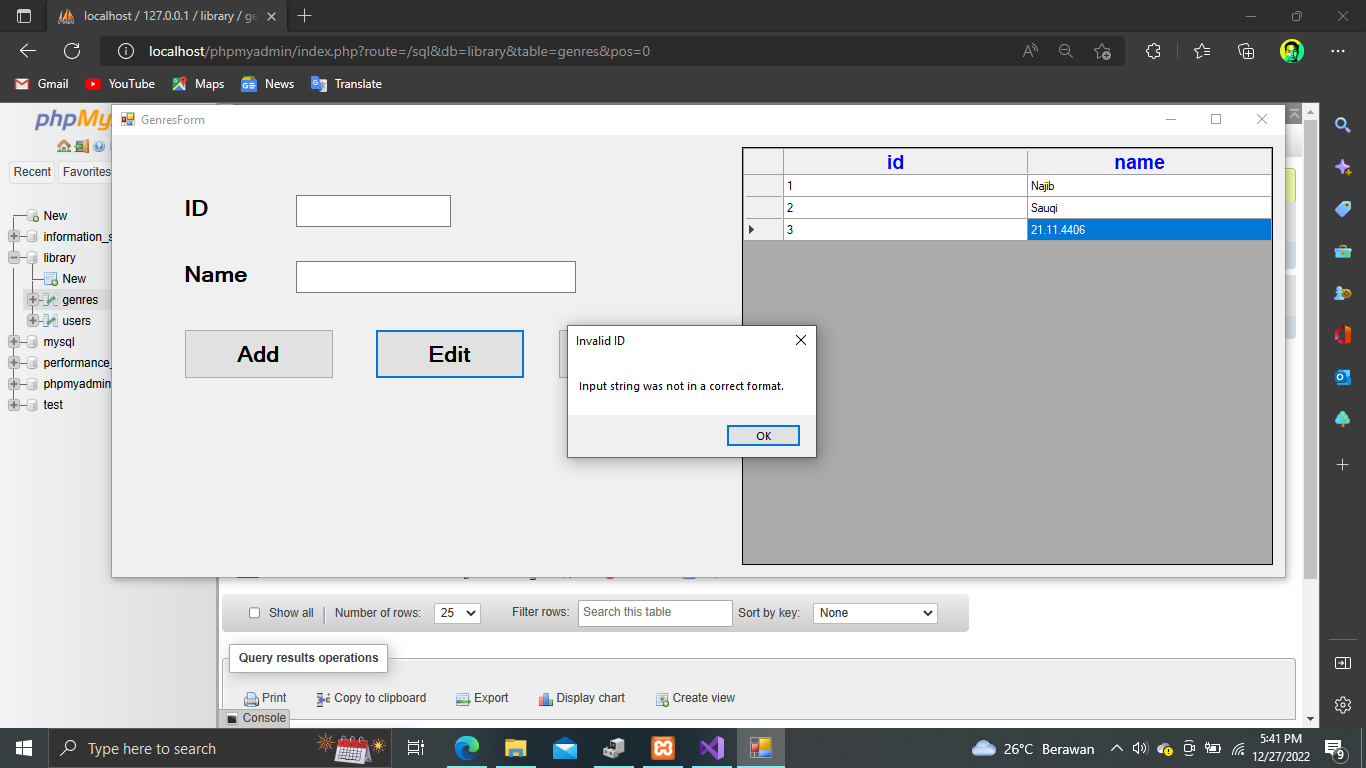 localhost / 127.0.0.1 / library / ge
localhost/phpmyadmin/index.php?route=/sql&db=library&table=genres&pos=0
Gmail
YouTube
Maps
News
Translate
phpMy
Recent
Favorites
New
information_s
library
New
genres
users
mysql
performance_
phpmyadmin
test
GenresForm
ID
Name
Add
Edit
id name
1 Najib
2 Sauqi
3 21.11.4406
Invalid ID
Input string was not in a correct format.
OK
Show all
Number of rows:
25
Filter rows:
Search this table
Sort by key:
None
Query results operations
Print
Copy to clipboard
Export
Display chart
Create view
Console
Type here to search
26°C Berawan
5:41 PM
12/27/2022
9